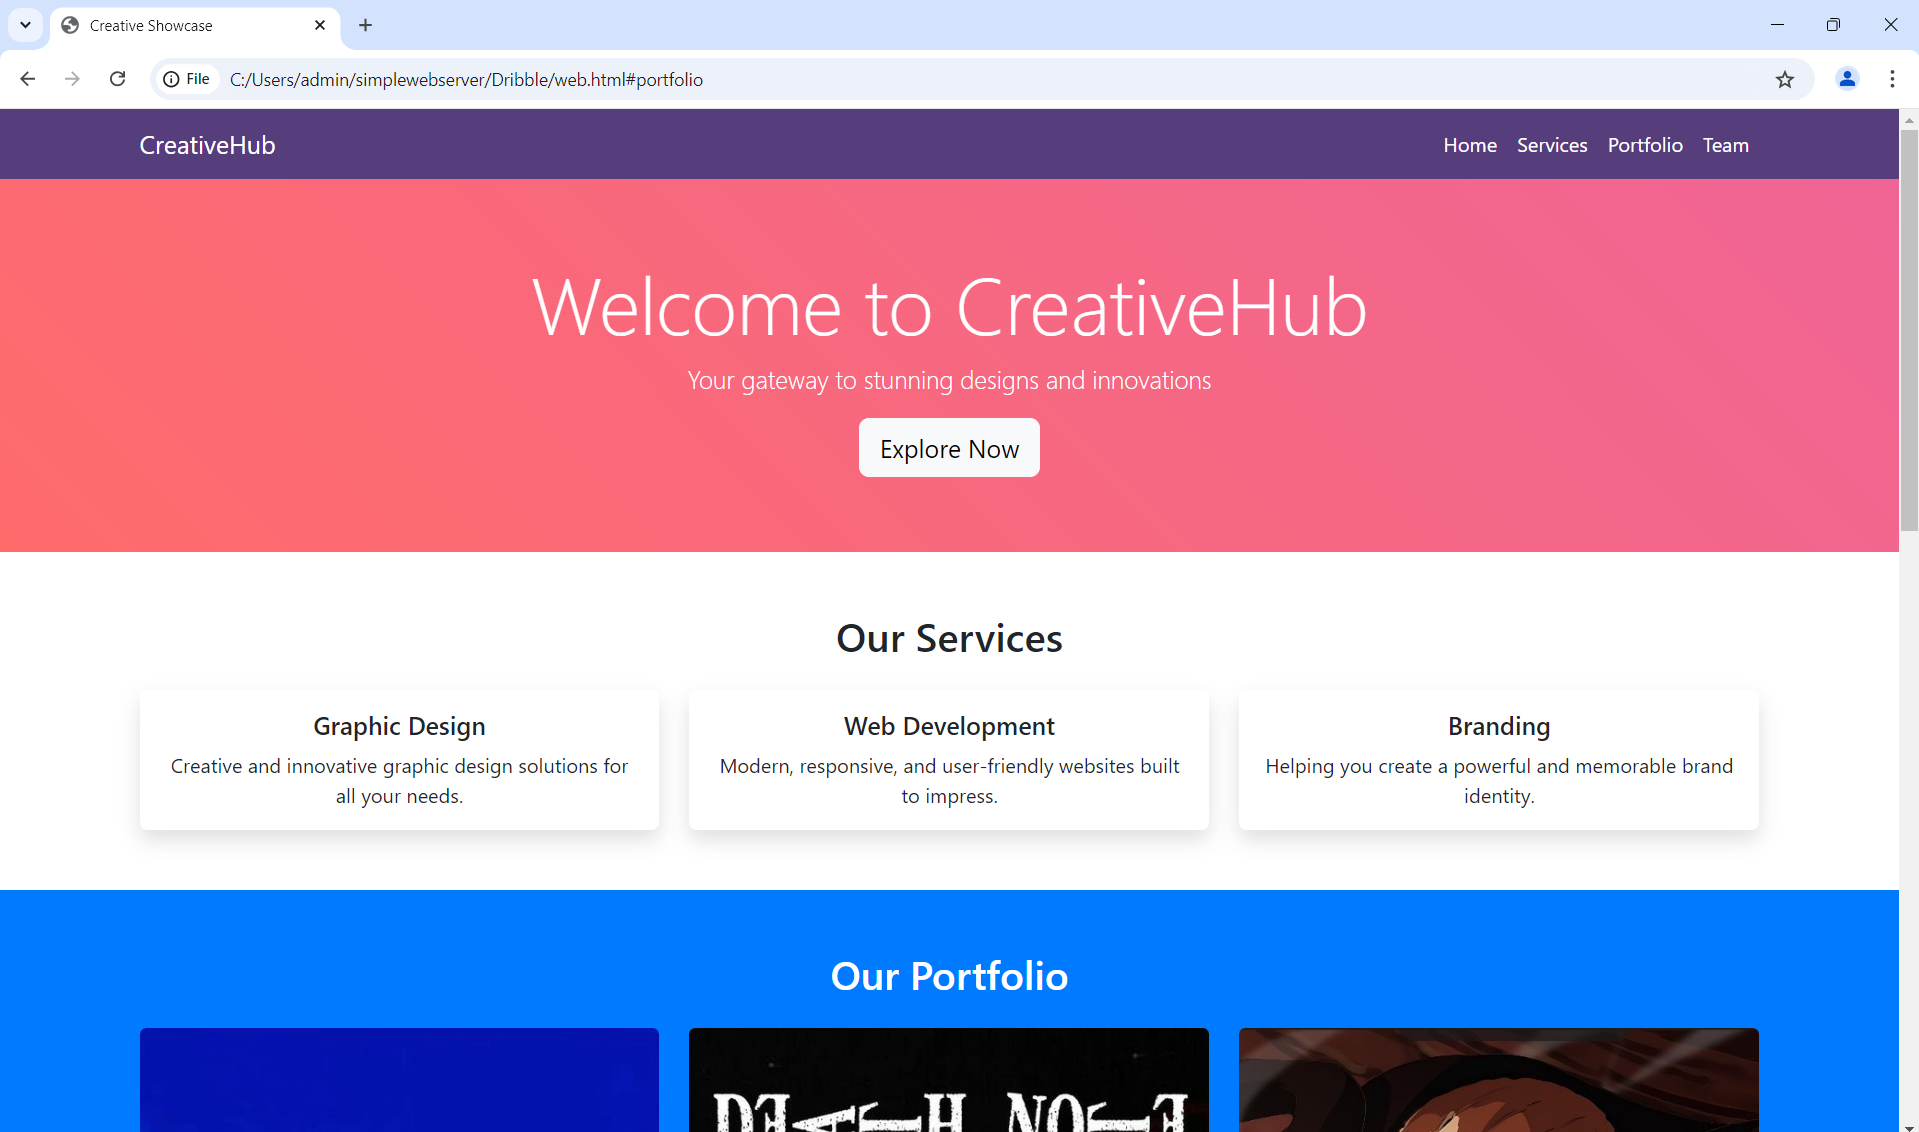 Creative Showcase
File
C:/Users/admin/simplewebserver/Dribble/web.html#portfolio
CreativeHub
Home Services Portfolio Team
Welcome to CreativeHub
Your gateway to stunning designs and innovations
Explore Now
Our Services
Graphic Design
Creative and innovative graphic design solutions for
all your needs.
Web Development
Modern, responsive, and user-friendly websites built
to impress.
Branding
Helping you create a powerful and memorable brand
identity.
Our Portfolio
DEATH NOTE